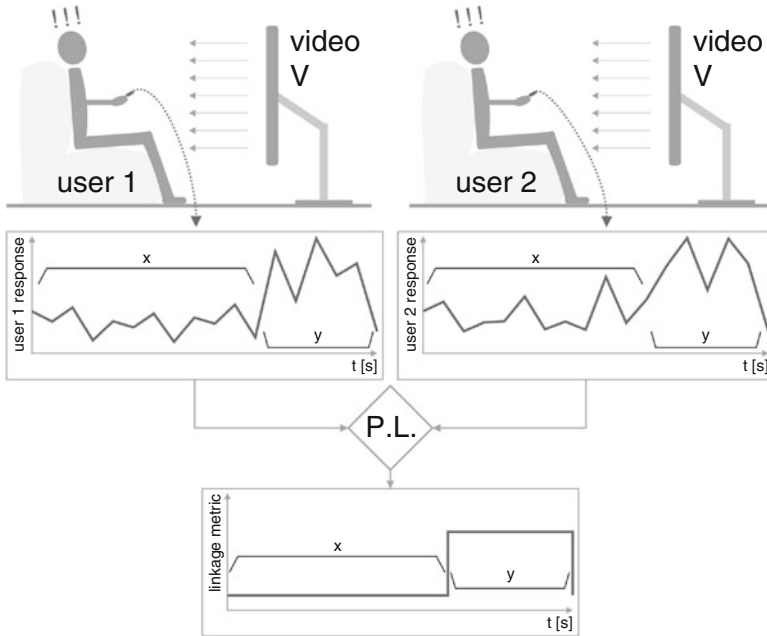 !!!
video
V
user 1
!!!
video
V
user 2
user 1 response
x
y
t [s]
user 2 response
x
y
t [s]
P.L.
linkage metric
x
y
t [s]